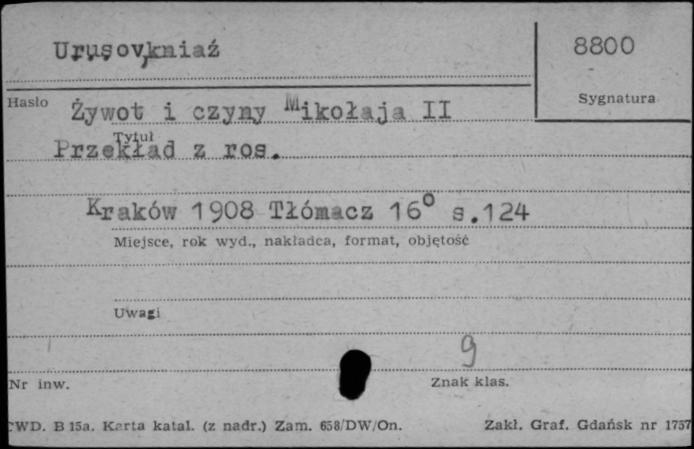 Urusov, kniaź
8800
Hasło
Sygnatura
Żywot i czyny Mikołaja II
Tytuł
Przekład z ros.
Kraków 1908 Tłómacz 16° s.124
Miejsce, rok wyd., nakładca, format, objętość
Uwagi
9
Nr inw.
Znak klas.
CWD. B 15a. Karta katal. (z nadr.) Zam. 658/DW/On.
Zakł. Graf. Gdańsk nr 1757